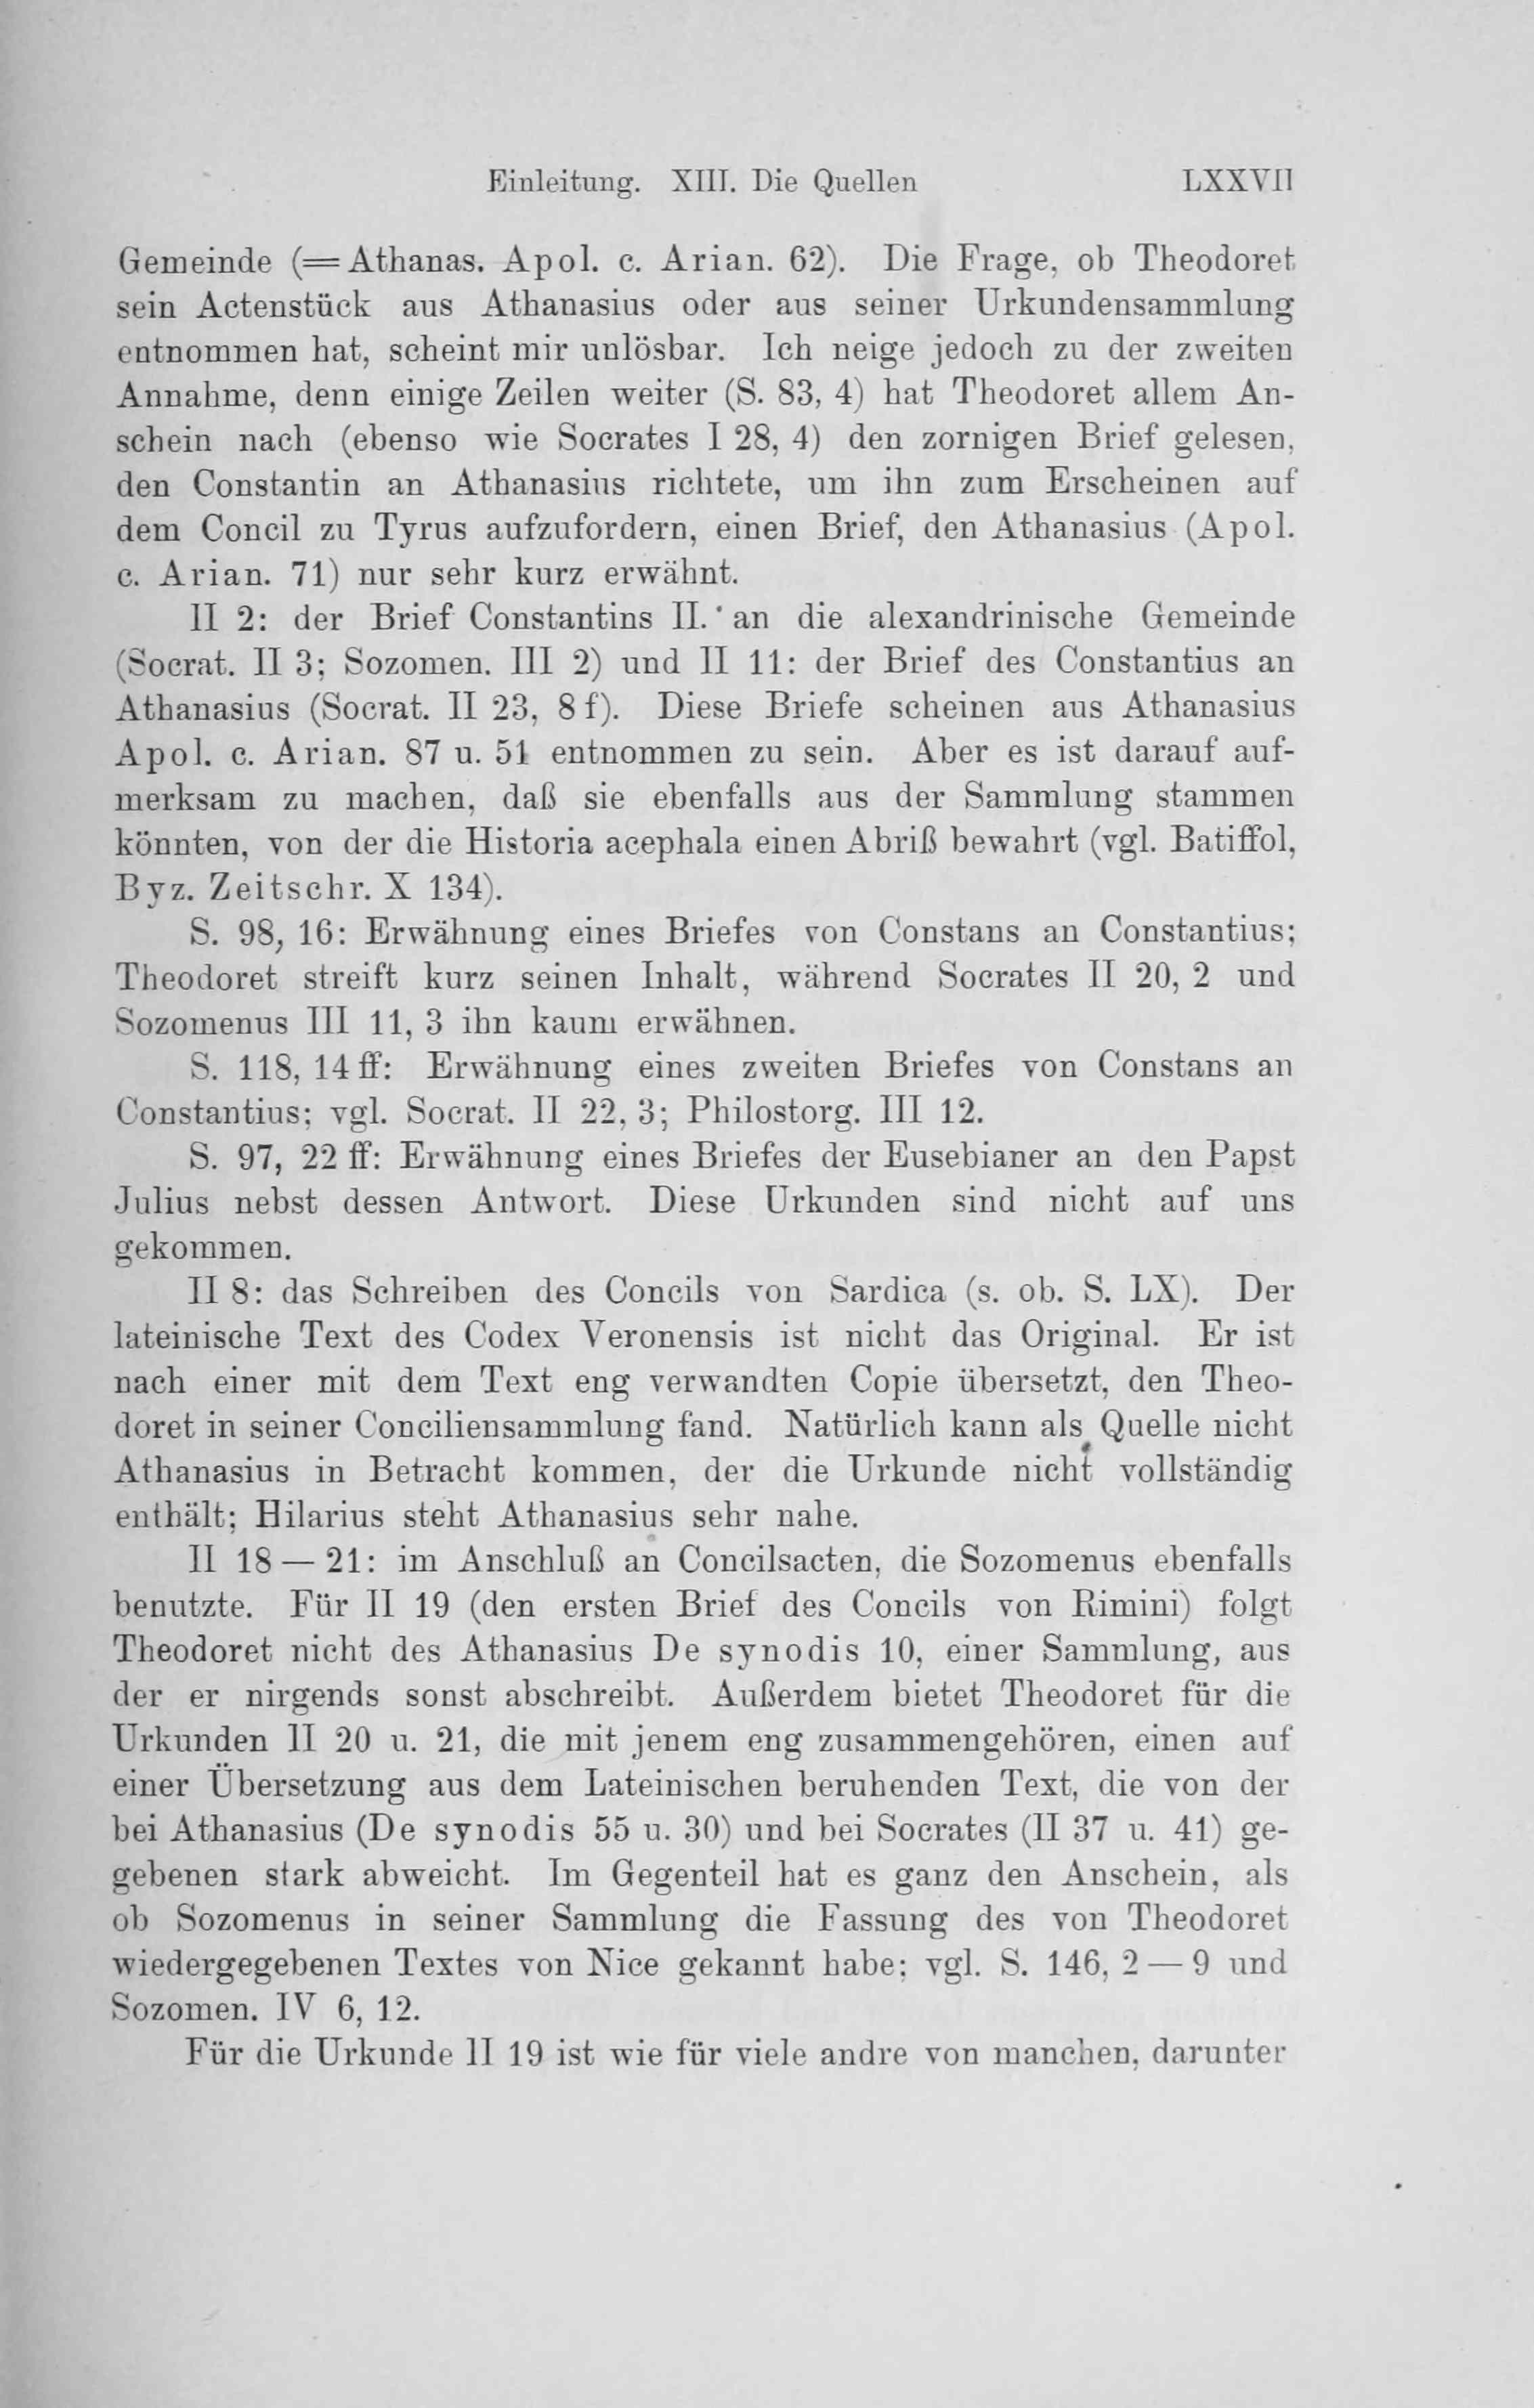 Einleitung. XIII. Die Quellen LXXVII
Gemeinde (= Athanas. Apol. c. Arian. 62). Die Frage, ob Theodoret
sein Actenstück aus Athanasius oder aus seiner Urkundensammlung
entnommen hat, scheint mir unlösbar. Ich neige jedoch zu der zweiten
Annahme, denn einige Zeilen weiter (S. 83, 4) hat Theodoret allem An-
schein nach (ebenso wie Socrates I 28, 4) den zornigen Brief gelesen,
den Constantin an Athanasius richtete, um ihn zum Erscheinen auf
dem Concil zu Tyrus aufzufordern, einen Brief, den Athanasius (Apol.
c. Arian. 71) nur sehr kurz erwähnt.
II 2: der Brief Constantins II. an die alexandrinische Gemeinde
(Socrat. II 3; Sozomen. III 2) und II 11: der Brief des Constantius an
Athanasius (Socrat. II 23, 8 f). Diese Briefe scheinen aus Athanasius
Apol. c. Arian. 87 u. 51 entnommen zu sein. Aber es ist darauf auf-
merksam zu machen, daß sie ebenfalls aus der Sammlung stammen
könnten, von der die Historia acephala einen Abriß bewahrt (vgl. Batiffol,
Byz. Zeitschr. X 134).
S. 98, 16: Erwähnung eines Briefes von Constans an Constantius;
Theodoret streift kurz seinen Inhalt, während Socrates II 20, 2 und
Sozomenus III 11, 3 ihn kaum erwähnen.
S. 118, 14 ff: Erwähnung eines zweiten Briefes von Constans an
Constantius; vgl. Socrat. II 22, 3; Philostorg. III 12.
S. 97, 22 ff: Erwähnung eines Briefes der Eusebianer an den Papst
Julius nebst dessen Antwort. Diese Urkunden sind nicht auf uns
gekommen.
II 8: das Schreiben des Concils von Sardica (s. ob. S. LX). Der
lateinische Text des Codex Veronensis ist nicht das Original. Er ist
nach einer mit dem Text eng verwandten Copie übersetzt, den Theo-
doret in seiner Conciliensammlung fand. Natürlich kann als Quelle nicht
Athanasius in Betracht kommen, der die Urkunde nicht vollständig
enthält; Hilarius steht Athanasius sehr nahe.
II 18 — 21: im Anschluß an Concilsacten, die Sozomenus ebenfalls
benutzte. Für II 19 (den ersten Brief des Concils von Rimini) folgt
Theodoret nicht des Athanasius De synodis 10, einer Sammlung, aus
der er nirgends sonst abschreibt. Außerdem bietet Theodoret für die
Urkunden II 20 u. 21, die mit jenem eng zusammengehören, einen auf
einer Übersetzung aus dem Lateinischen beruhenden Text, die von der
bei Athanasius (De synodis 55 u. 30) und bei Socrates (II 37 u. 41) ge-
gebenen stark abweicht. Im Gegenteil hat es ganz den Anschein, als
ob Sozomenus in seiner Sammlung die Fassung des von Theodoret
wiedergegebenen Textes von Nice gekannt habe; vgl. S. 146, 2 — 9 und
Sozomen. IV 6, 12.
Für die Urkunde II 19 ist wie für viele andre von manchen, darunter